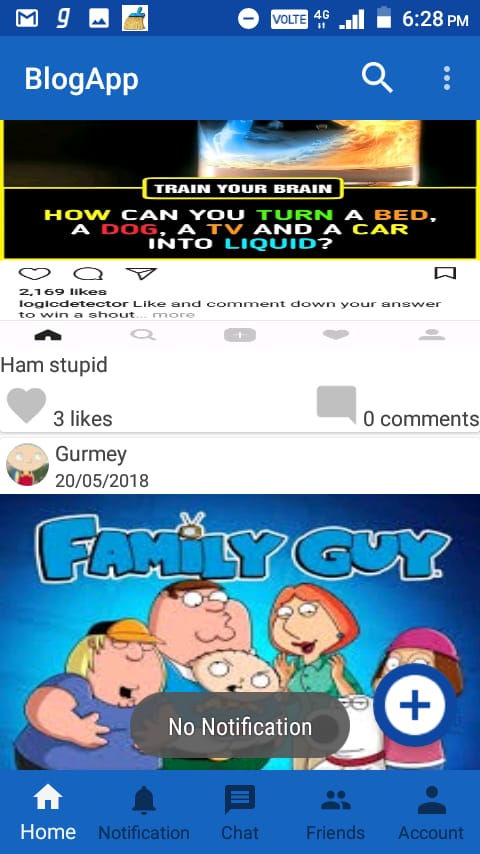 g
VOLTE 4G 6:28 PM
BlogApp
TRAIN YOUR BRAIN
HOW CAN YOU TURN A BED,
A DOG, A TV AND A CAR
INTO LIQUID?
2,169 likes
logicdetector Like and comment down your answer
to win a shout... more
Ham stupid
3 likes
0 comments
Gurmey
20/05/2018
FAMILY GUY
No Notification
Home Notification Chat Friends Account